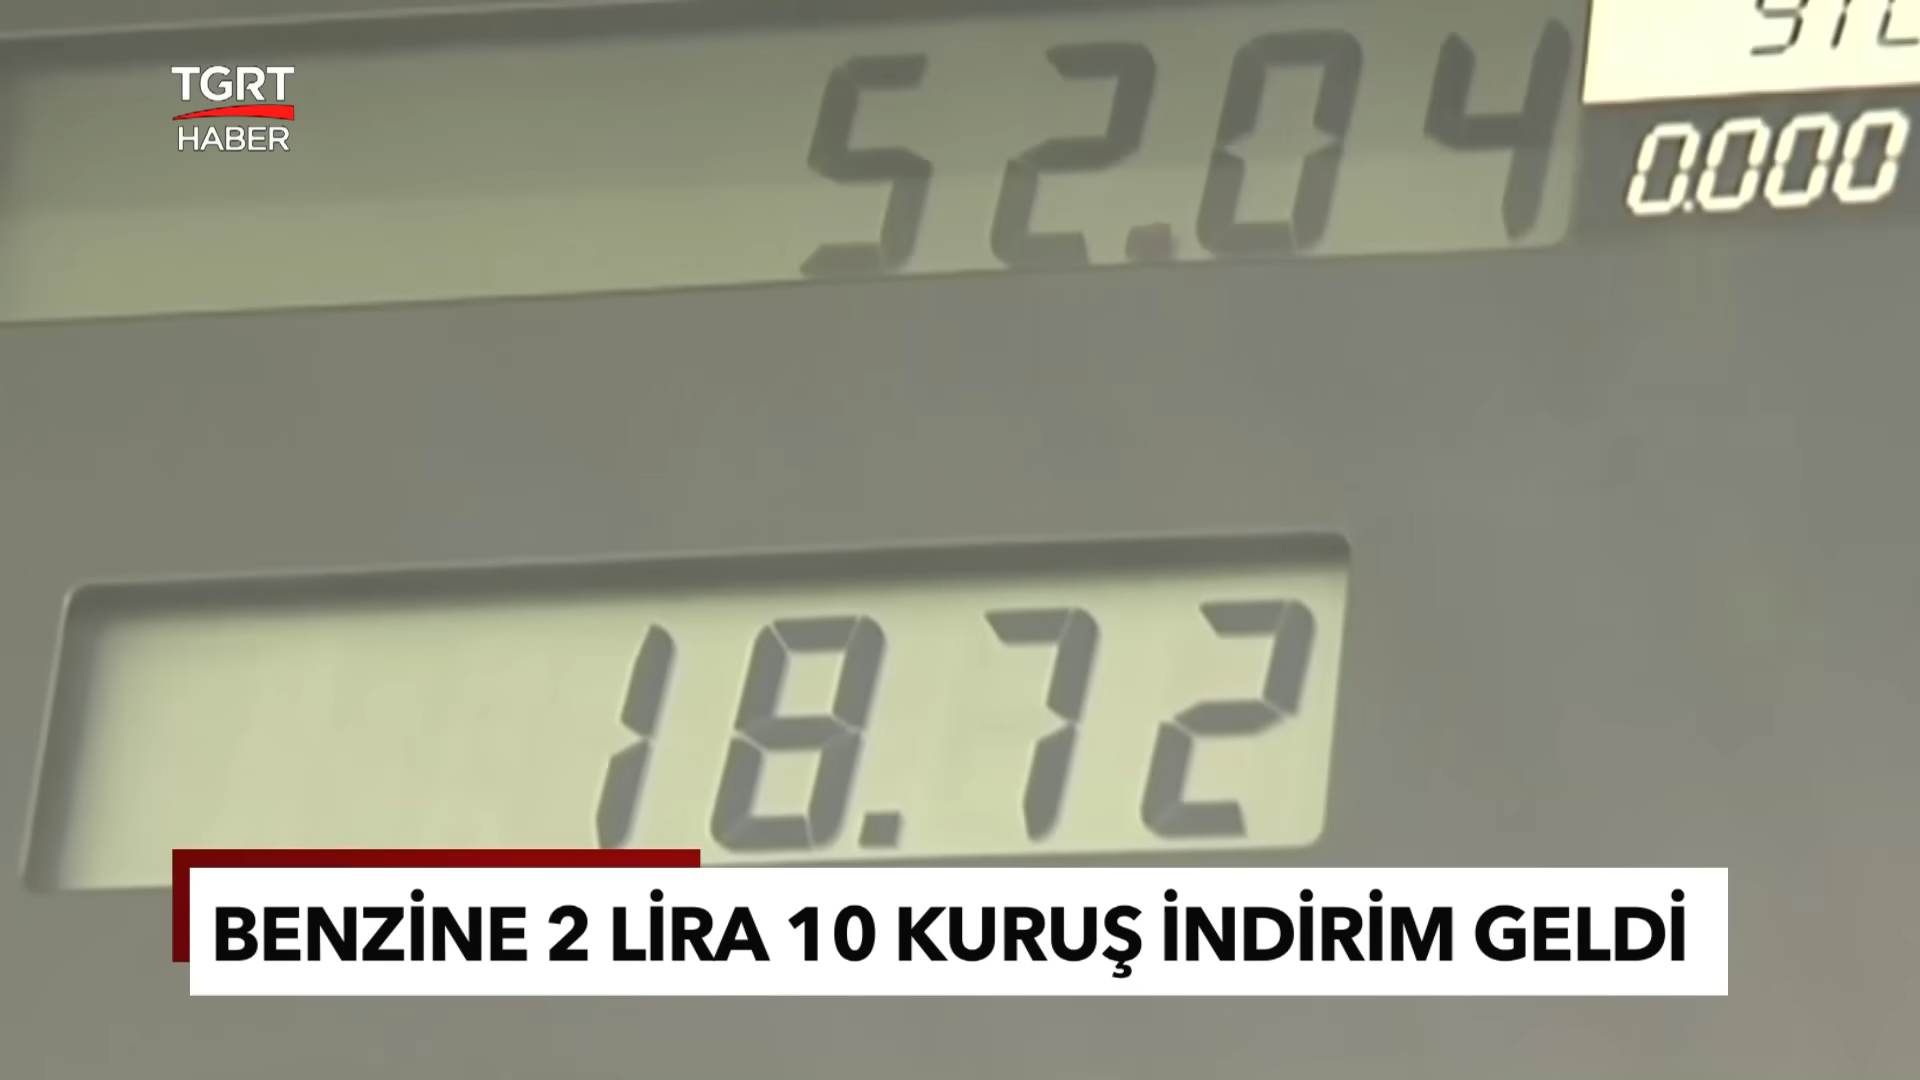 TGRT
HABER
52.04
0.000
18.72
BENZİNE 2 LİRA 10 KURUŞ İNDİRİM GELDİ